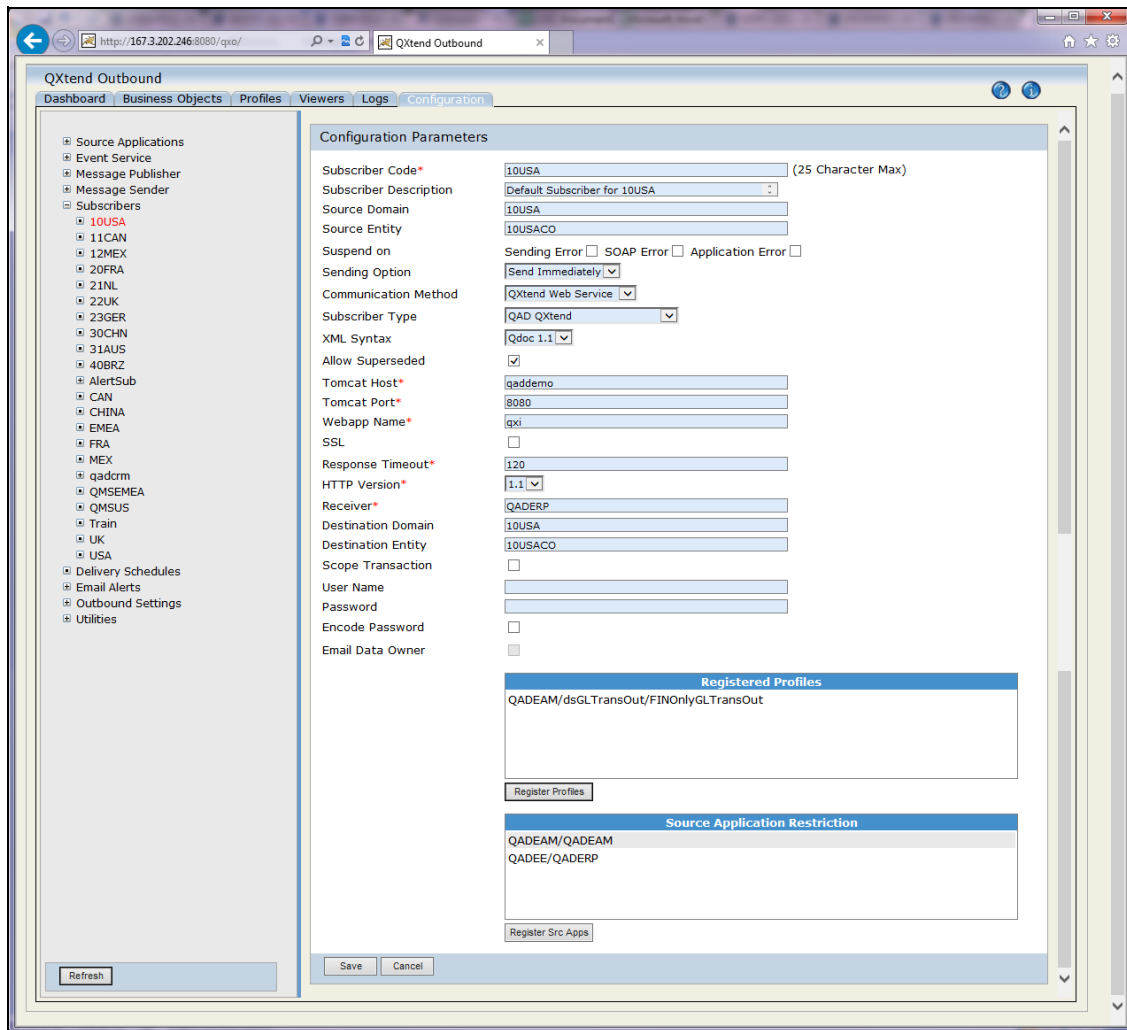 http://167.3.202.246:8080/qxo/
QXtend Outbound
QXtend Outbound
Dashboard Business Objects Profiles Viewers Logs Configuration
Source Applications
Event Service
Message Publisher
Message Sender
Subscribers
10USA
11CAN
12MEX
20FRA
21NL
22UK
23GER
30CHN
31AUS
40BRZ
AlertSub
CAN
CHINA
EMEA
FRA
MEX
qadcrm
QMSEMEA
QMSUS
Train
UK
USA
Delivery Schedules
Email Alerts
Outbound Settings
Utilities
Refresh
Configuration Parameters
Subscriber Code* 10USA (25 Character Max)
Subscriber Description Default Subscriber for 10USA
Source Domain 10USA
Source Entity 10USACO
Suspend on Sending Error SOAP Error Application Error
Sending Option Send Immediately
Communication Method QXtend Web Service
Subscriber Type QAD QXtend
XML Syntax Qdoc 1.1
Allow Superseded
Tomcat Host* qaddemo
Tomcat Port* 8080
Webapp Name* qxi
SSL
Response Timeout* 120
HTTP Version* 1.1
Receiver* QADERP
Destination Domain 10USA
Destination Entity 10USACO
Scope Transaction
User Name
Password
Encode Password
Email Data Owner
Registered Profiles
QADEAM/dsGLTransOut/FINOnlyGLTransOut
Register Profiles
Source Application Restriction
QADEAM/QADEAM
QADEE/QADERP
Register Src Apps
Save Cancel